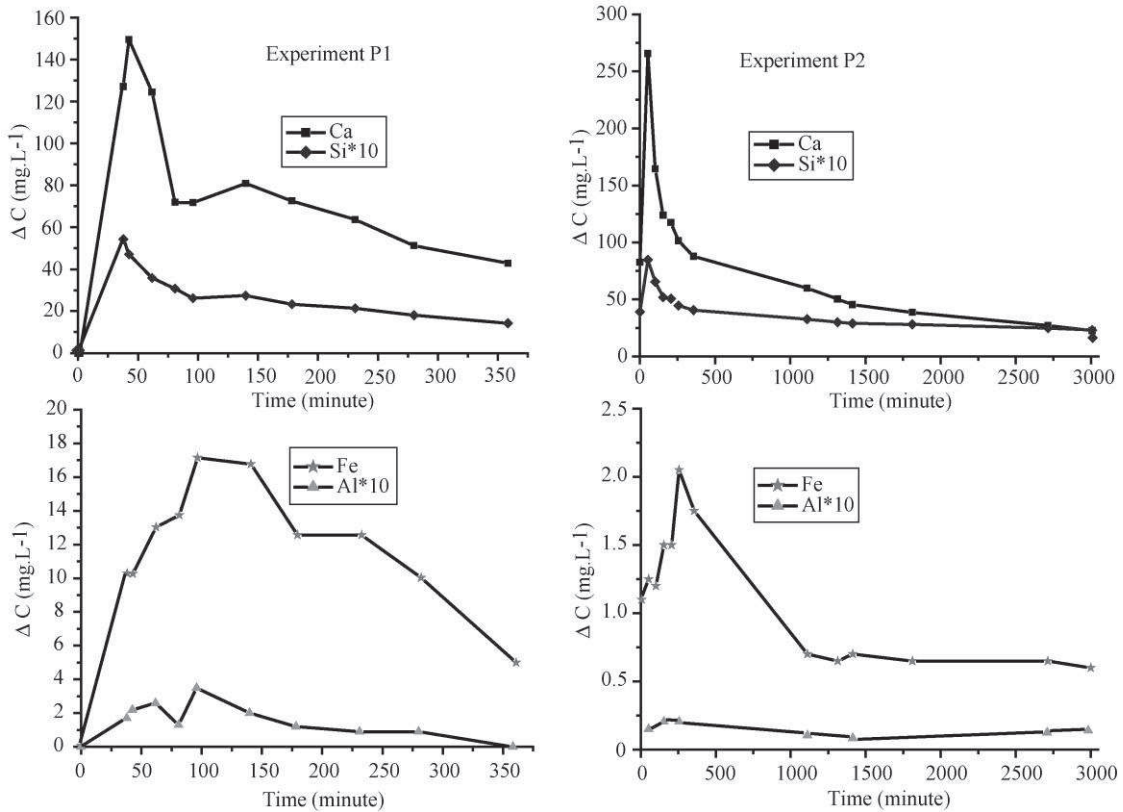 160
140
120
100
80
60
40
20
0
Δ C (mg.L-1)
Experiment P1
Ca
Si*10
0 50 100 150 200 250 300 350
Time (minute)
300
250
200
150
100
50
0
Δ C (mg.L-1)
Experiment P2
Ca
Si*10
0 500 1000 1500 2000 2500 3000
Time (minute)
20
18
16
14
12
10
8
6
4
2
0
Δ C (mg.L-1)
Fe
Al*10
0 50 100 150 200 250 300 350
Time (minute)
2.5
2.0
1.5
1.0
0.5
0
Δ C (mg.L-1)
Fe
Al*10
0 500 1000 1500 2000 2500 3000
Time (minute)